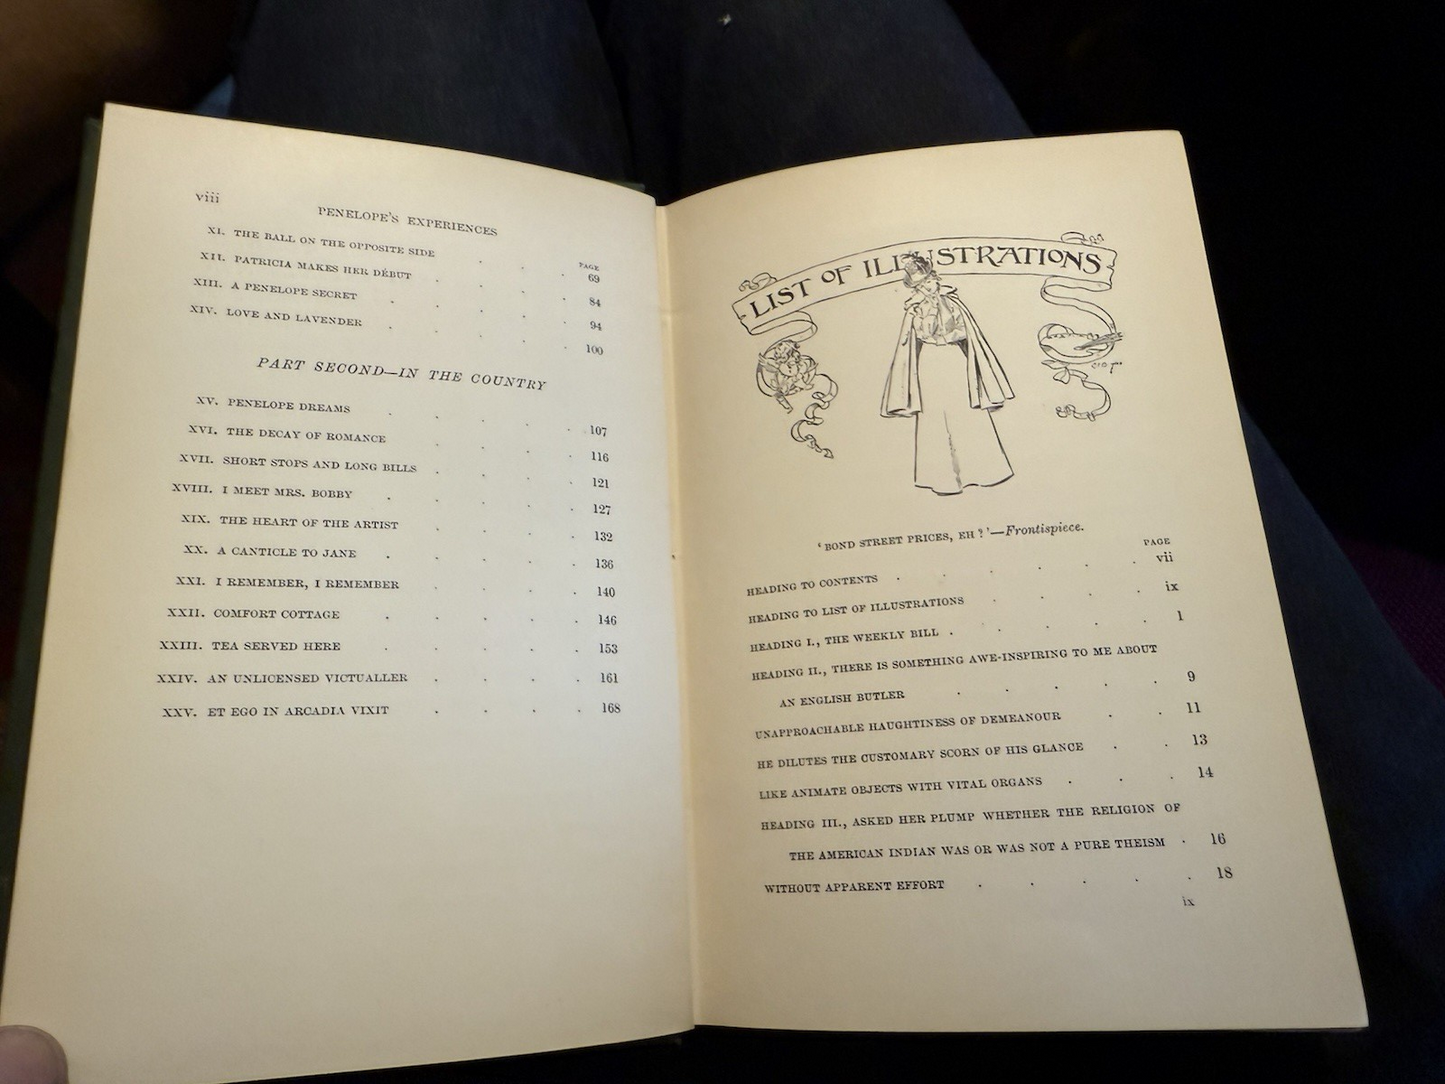 viii
PENELOPE'S EXPERIENCES
PAGE
XI. THE BALL ON THE OPPOSITE SIDE . . . 69
XII. PATRICIA MAKES HER DÉBUT . . . . 84
XIII. A PENELOPE SECRET . . . . 94
XIV. LOVE AND LAVENDER . . . . 100
PART SECOND—IN THE COUNTRY
XV. PENELOPE DREAMS . . . . 107
XVI. THE DECAY OF ROMANCE . . . . 116
XVII. SHORT STOPS AND LONG BILLS . . . . 121
XVIII. I MEET MRS. BOBBY . . . . 127
XIX. THE HEART OF THE ARTIST . . . . 132
XX. A CANTICLE TO JANE . . . . 136
XXI. I REMEMBER, I REMEMBER . . . . 140
XXII. COMFORT COTTAGE . . . . 146
XXIII. TEA SERVED HERE . . . . 153
XXIV. AN UNLICENSED VICTUALLER . . . . 161
XXV. ET EGO IN ARCADIA VIXIT . . . . 168
LIST OF ILLUSTRATIONS
'BOND STREET PRICES, EH?'—Frontispiece.
PAGE
HEADING TO CONTENTS . . . . . . vii
HEADING TO LIST OF ILLUSTRATIONS . . . . ix
HEADING I., THE WEEKLY BILL . . . . . 1
HEADING II., THERE IS SOMETHING AWE-INSPIRING TO ME ABOUT
AN ENGLISH BUTLER . . . . . 9
UNAPPROACHABLE HAUGHTINESS OF DEMEANOUR . . 11
HE DILUTES THE CUSTOMARY SCORN OF HIS GLANCE . . 13
LIKE ANIMATE OBJECTS WITH VITAL ORGANS . . . 14
HEADING III., ASKED HER PLUMP WHETHER THE RELIGION OF
THE AMERICAN INDIAN WAS OR WAS NOT A PURE THEISM . 16
WITHOUT APPARENT EFFORT . . . . . 18
ix